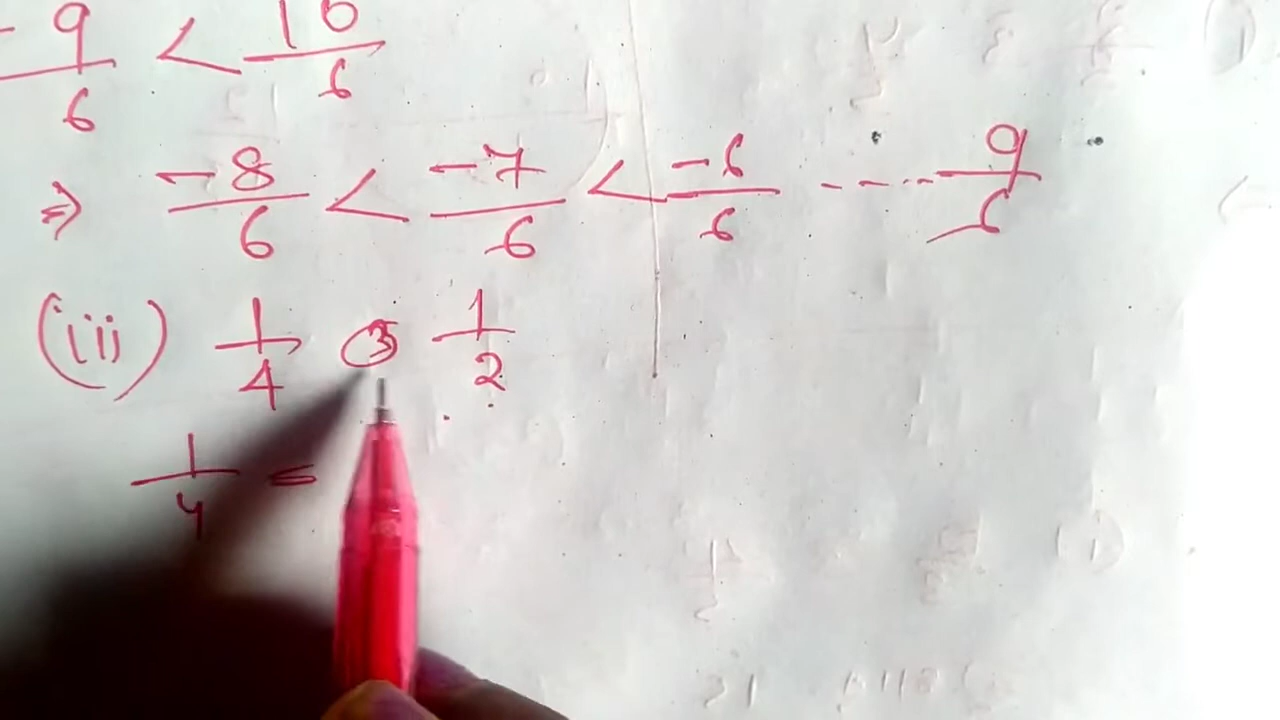 -9/6 < 10/6
⇒ -8/6 < -7/6 < -6/6 ---- 9/6
(iii) 1/4 ③ 1/2
1/4 =